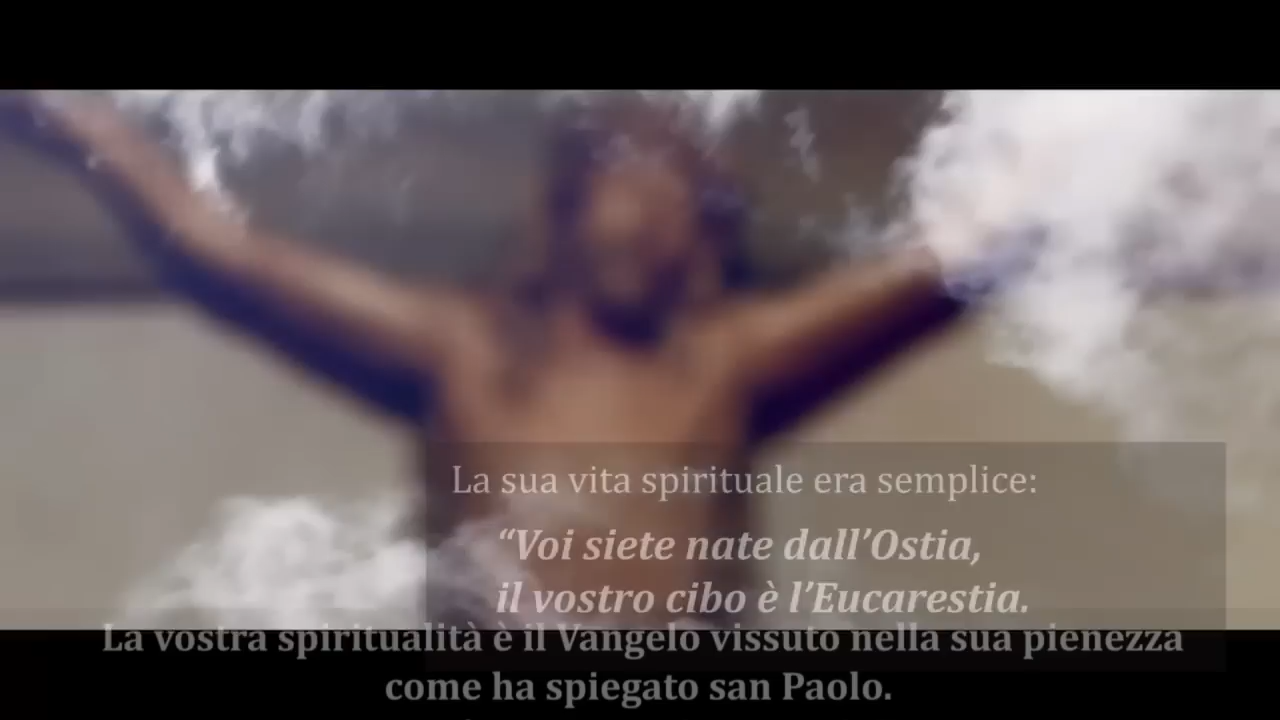 La sua vita spirituale era semplice:
“Voi siete nate dall’Ostia,
il vostro cibo è l’Eucarestia.
La vostra spiritualità è il Vangelo vissuto nella sua pienezza
come ha spiegato san Paolo.